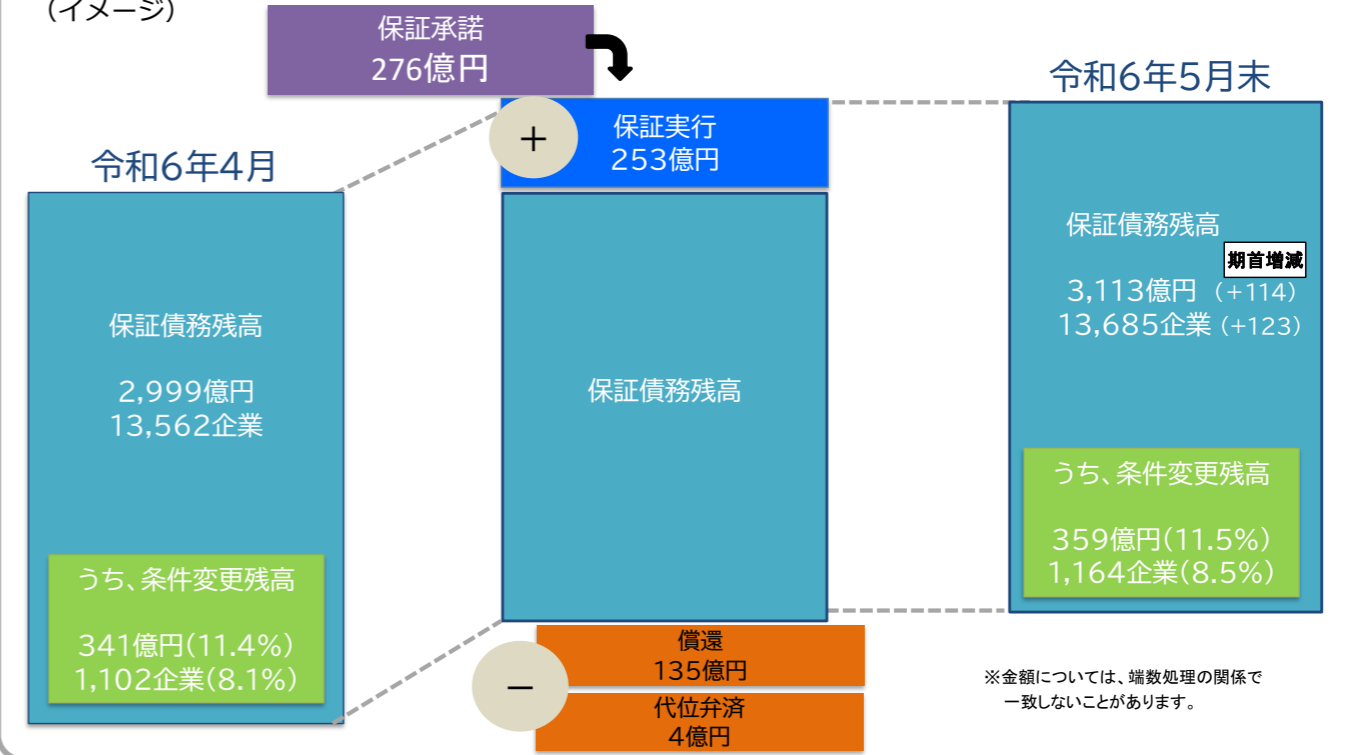 (イメージ)
保証承諾
276億円
令和6年4月
保証債務残高
2,999億円
13,562企業
うち、条件変更残高
341億円(11.4%)
1,102企業(8.1%)
+
保証実行
253億円
保証債務残高
−
償還
135億円
代位弁済
4億円
令和6年5月末
保証債務残高
期首増減
3,113億円 (+114)
13,685企業 (+123)
うち、条件変更残高
359億円(11.5%)
1,164企業(8.5%)
※金額については、端数処理の関係で
一致しないことがあります。